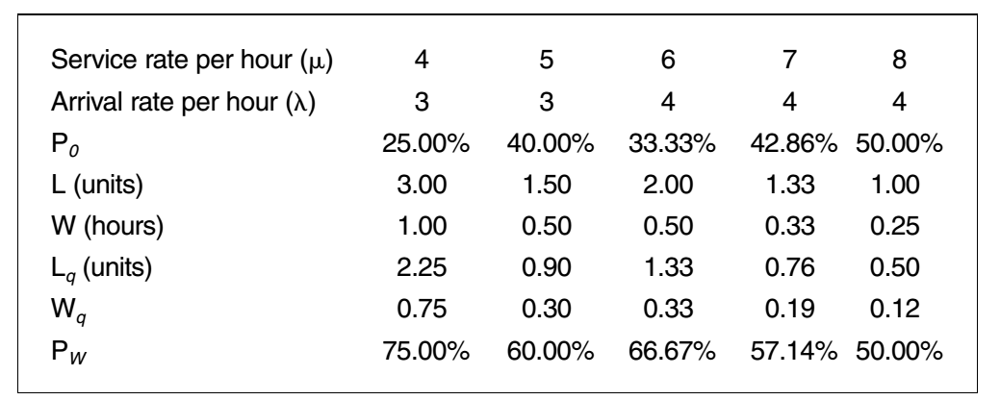 Service rate per hour (μ) 4 5 6 7 8
Arrival rate per hour (λ) 3 3 4 4 4
P0 25.00% 40.00% 33.33% 42.86% 50.00%
L (units) 3.00 1.50 2.00 1.33 1.00
W (hours) 1.00 0.50 0.50 0.33 0.25
Lq (units) 2.25 0.90 1.33 0.76 0.50
Wq 0.75 0.30 0.33 0.19 0.12
PW 75.00% 60.00% 66.67% 57.14% 50.00%